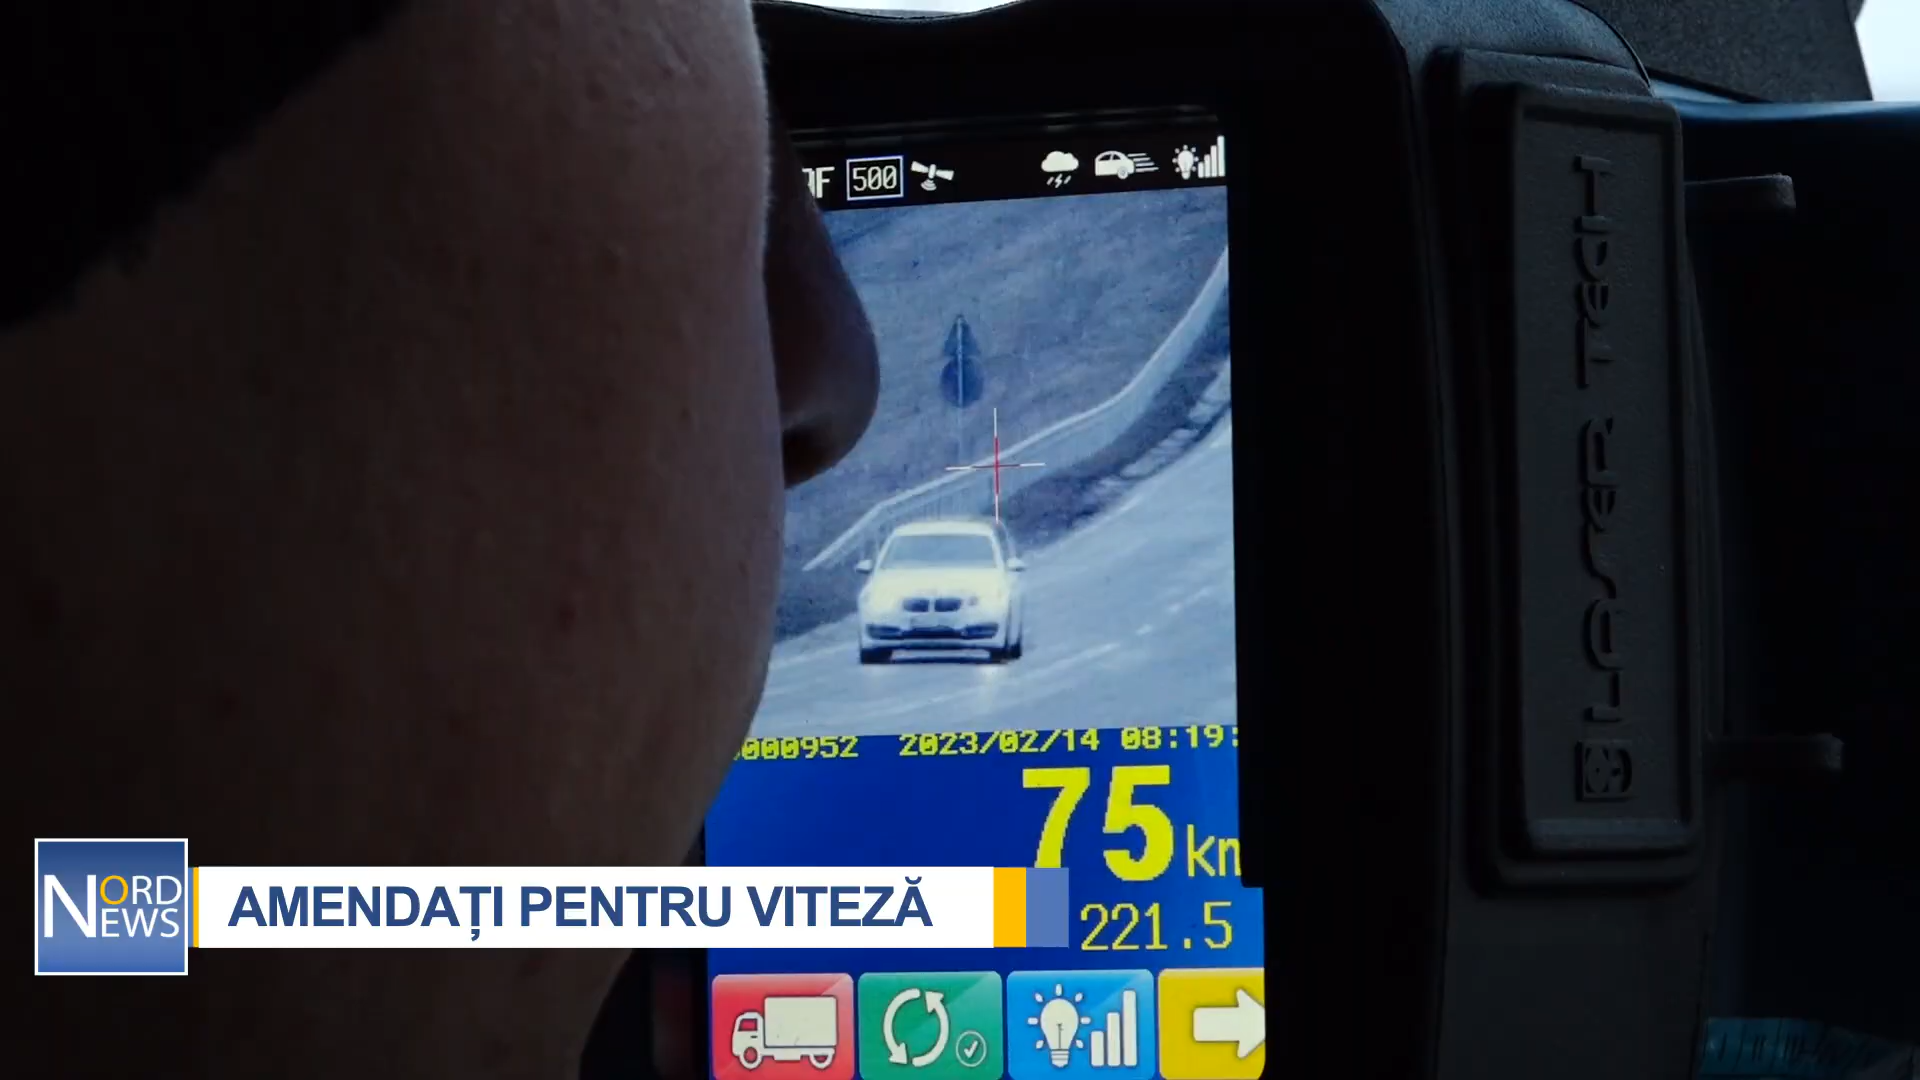 500
000952 2023/02/14 08:19:
75 km
221.5
LASER TECH
NORD
NEWS
AMENDAȚI PENTRU VITEZĂ